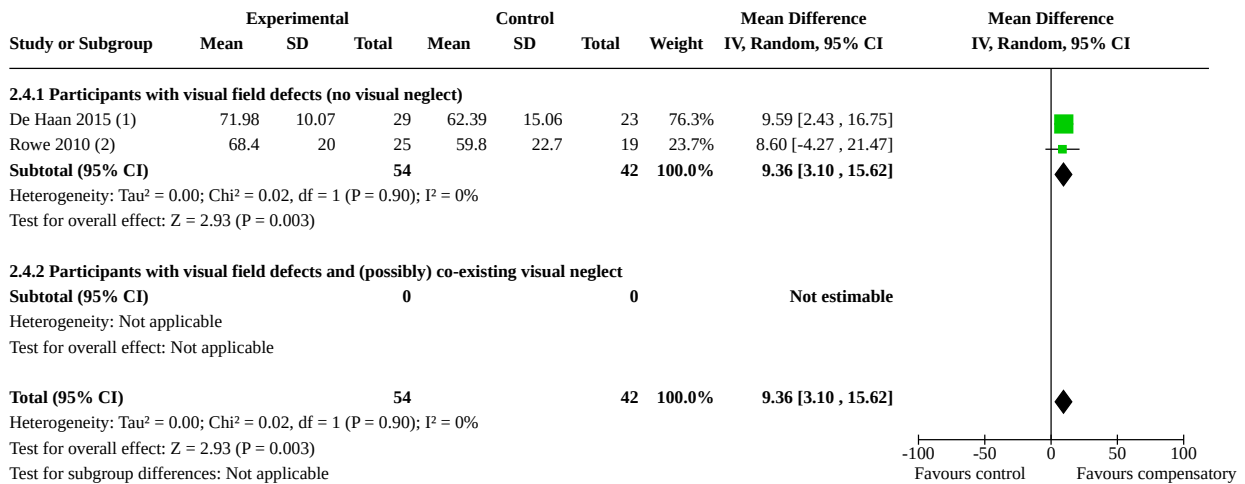 Experimental Control Mean Difference Mean Difference
Study or Subgroup Mean SD Total Mean SD Total Weight IV, Random, 95% CI IV, Random, 95% CI
2.4.1 Participants with visual field defects (no visual neglect)
De Haan 2015 (1) 71.98 10.07 29 62.39 15.06 23 76.3% 9.59 [2.43 , 16.75]
Rowe 2010 (2) 68.4 20 25 59.8 22.7 19 23.7% 8.60 [-4.27 , 21.47]
Subtotal (95% CI) 54 42 100.0% 9.36 [3.10 , 15.62]
Heterogeneity: Tau² = 0.00; Chi² = 0.02, df = 1 (P = 0.90); I² = 0%
Test for overall effect: Z = 2.93 (P = 0.003)
2.4.2 Participants with visual field defects and (possibly) co-existing visual neglect
Subtotal (95% CI) 0 0 Not estimable
Heterogeneity: Not applicable
Test for overall effect: Not applicable
Total (95% CI) 54 42 100.0% 9.36 [3.10 , 15.62]
Heterogeneity: Tau² = 0.00; Chi² = 0.02, df = 1 (P = 0.90); I² = 0%
Test for overall effect: Z = 2.93 (P = 0.003)
-100 -50 0 50 100
Test for subgroup differences: Not applicable Favours control Favours compensatory